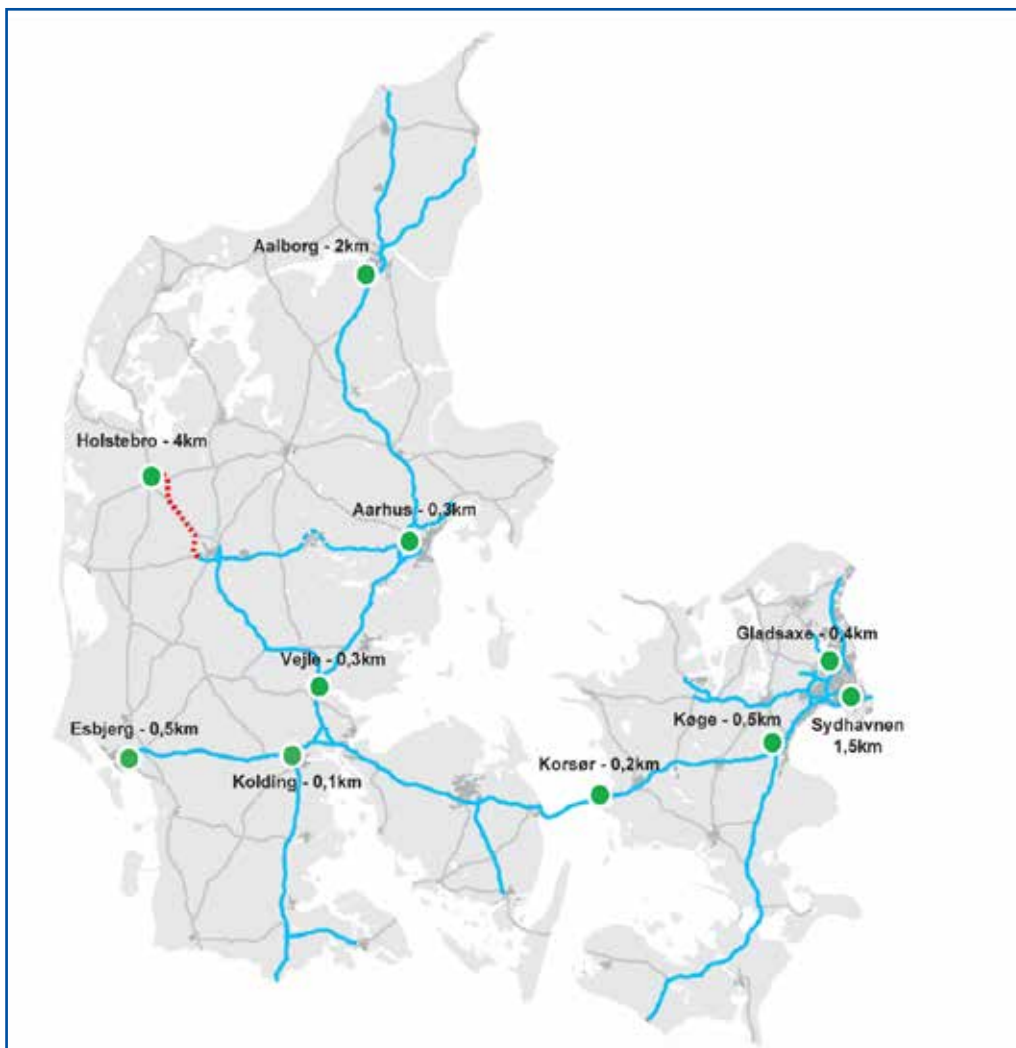 Aalborg - 2km
Holstebro - 4km
Aarhus - 0,3km
Gladsaxe - 0,4km
Vejle - 0,3km
Køge - 0,5km
Sydhavnen
1,5km
Esbjerg - 0,5km
Korsør - 0,2km
Kolding - 0,1km